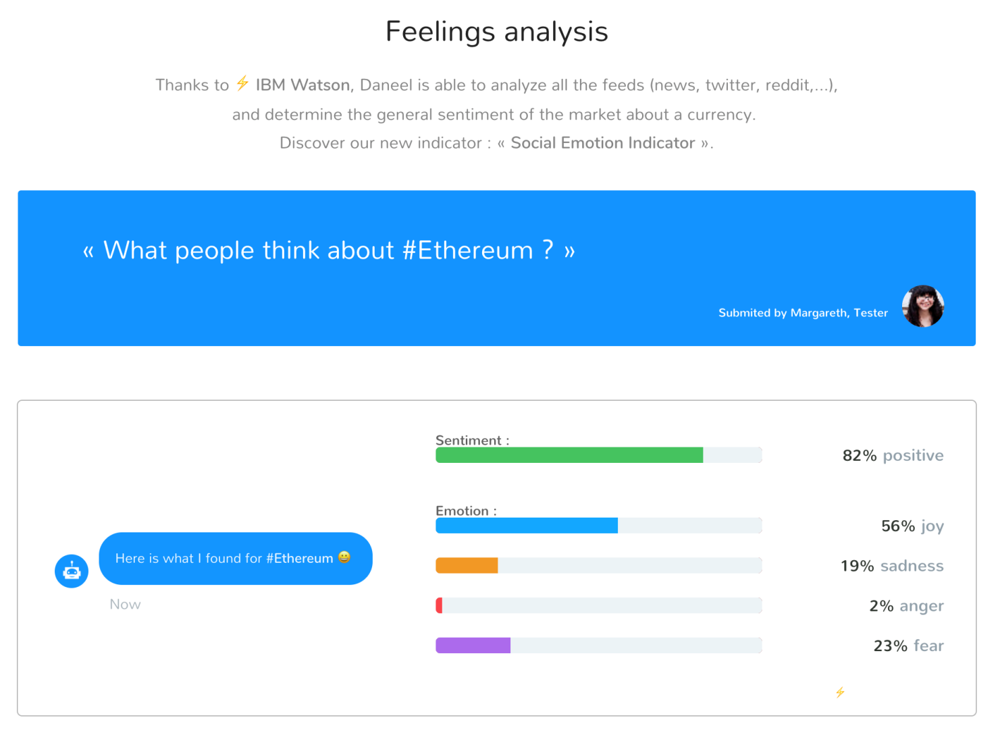 Feelings analysis
Thanks to ⚡ IBM Watson, Daneel is able to analyze all the feeds (news, twitter, reddit,...),
and determine the general sentiment of the market about a currency.
Discover our new indicator : « Social Emotion Indicator ».
« What people think about #Ethereum ? »
Submited by Margareth, Tester
Here is what I found for #Ethereum 😀
Now
Sentiment :
82% positive
Emotion :
56% joy
19% sadness
2% anger
23% fear
⚡